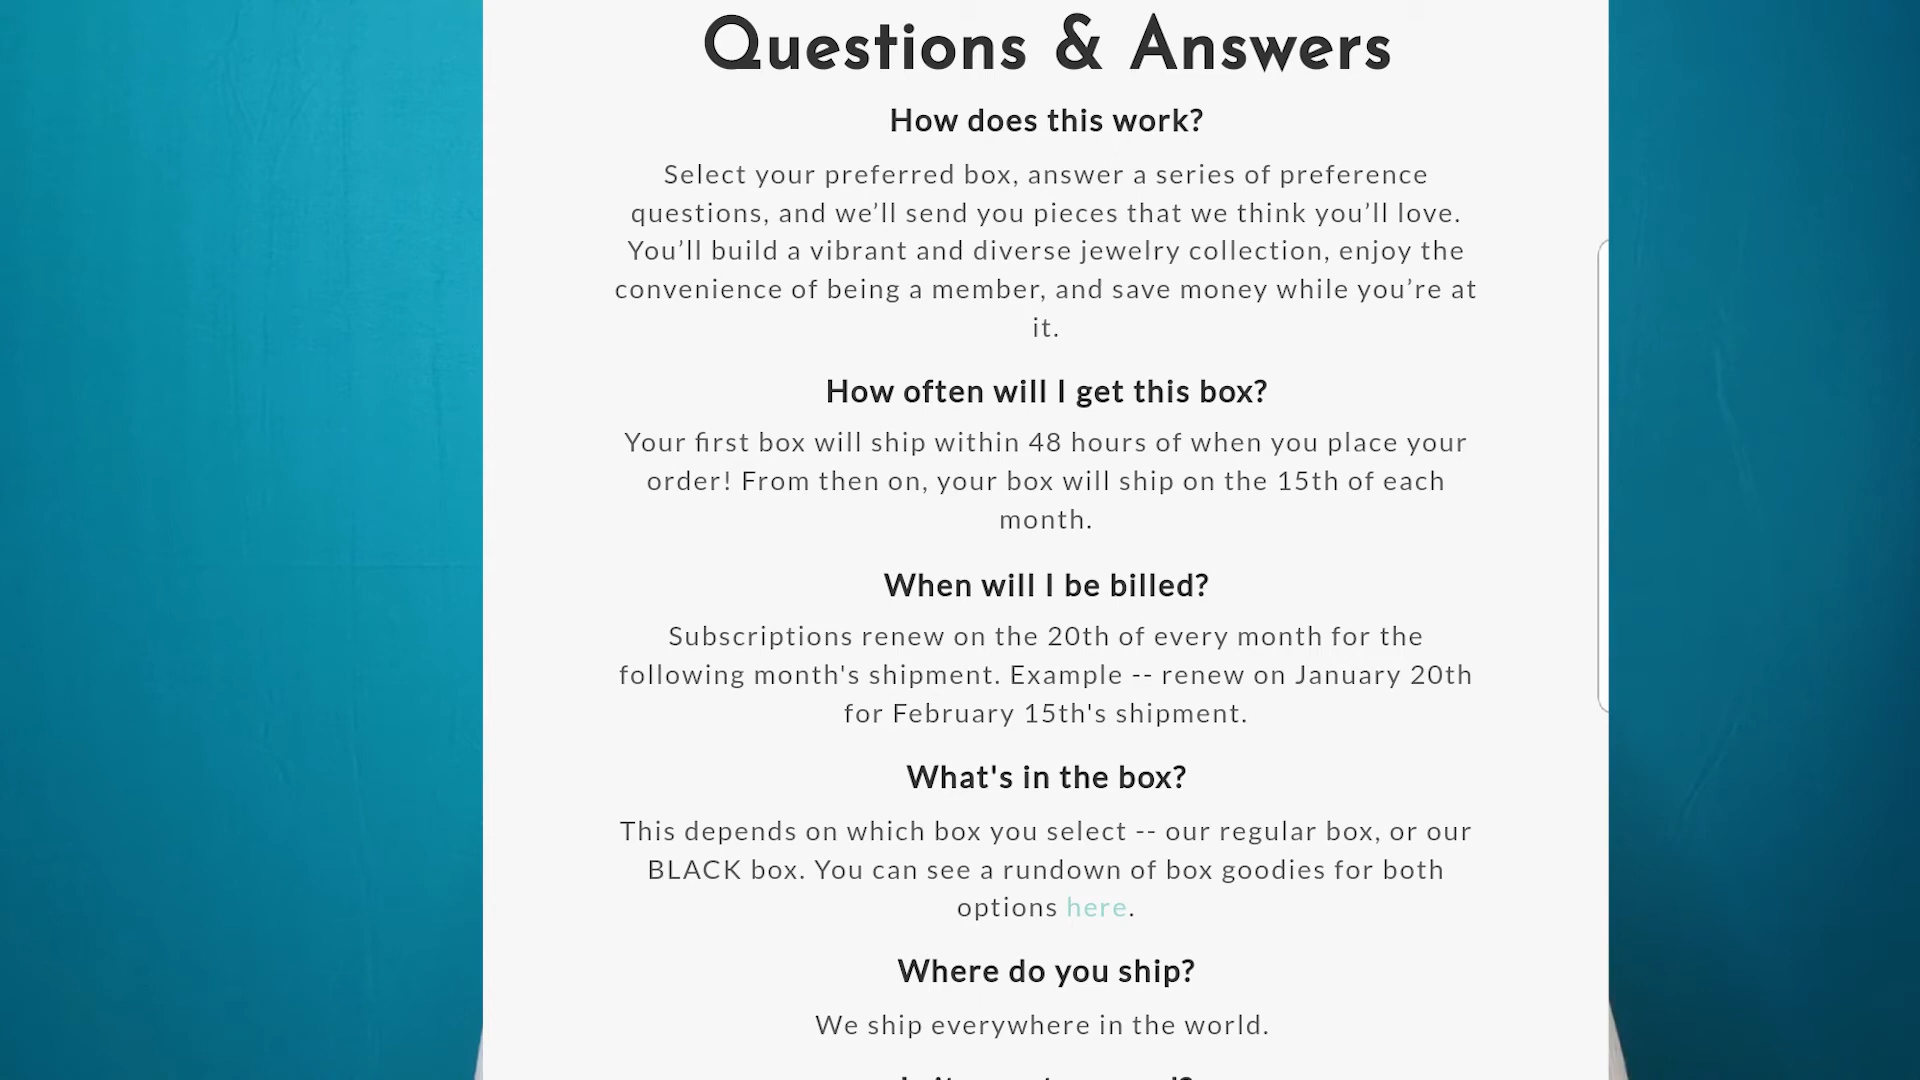 Questions & Answers
How does this work?
Select your preferred box, answer a series of preference
questions, and we’ll send you pieces that we think you’ll love.
You’ll build a vibrant and diverse jewelry collection, enjoy the
convenience of being a member, and save money while you’re at
it.
How often will I get this box?
Your first box will ship within 48 hours of when you place your
order! From then on, your box will ship on the 15th of each
month.
When will I be billed?
Subscriptions renew on the 20th of every month for the
following month's shipment. Example -- renew on January 20th
for February 15th's shipment.
What's in the box?
This depends on which box you select -- our regular box, or our
BLACK box. You can see a rundown of box goodies for both
options here.
Where do you ship?
We ship everywhere in the world.